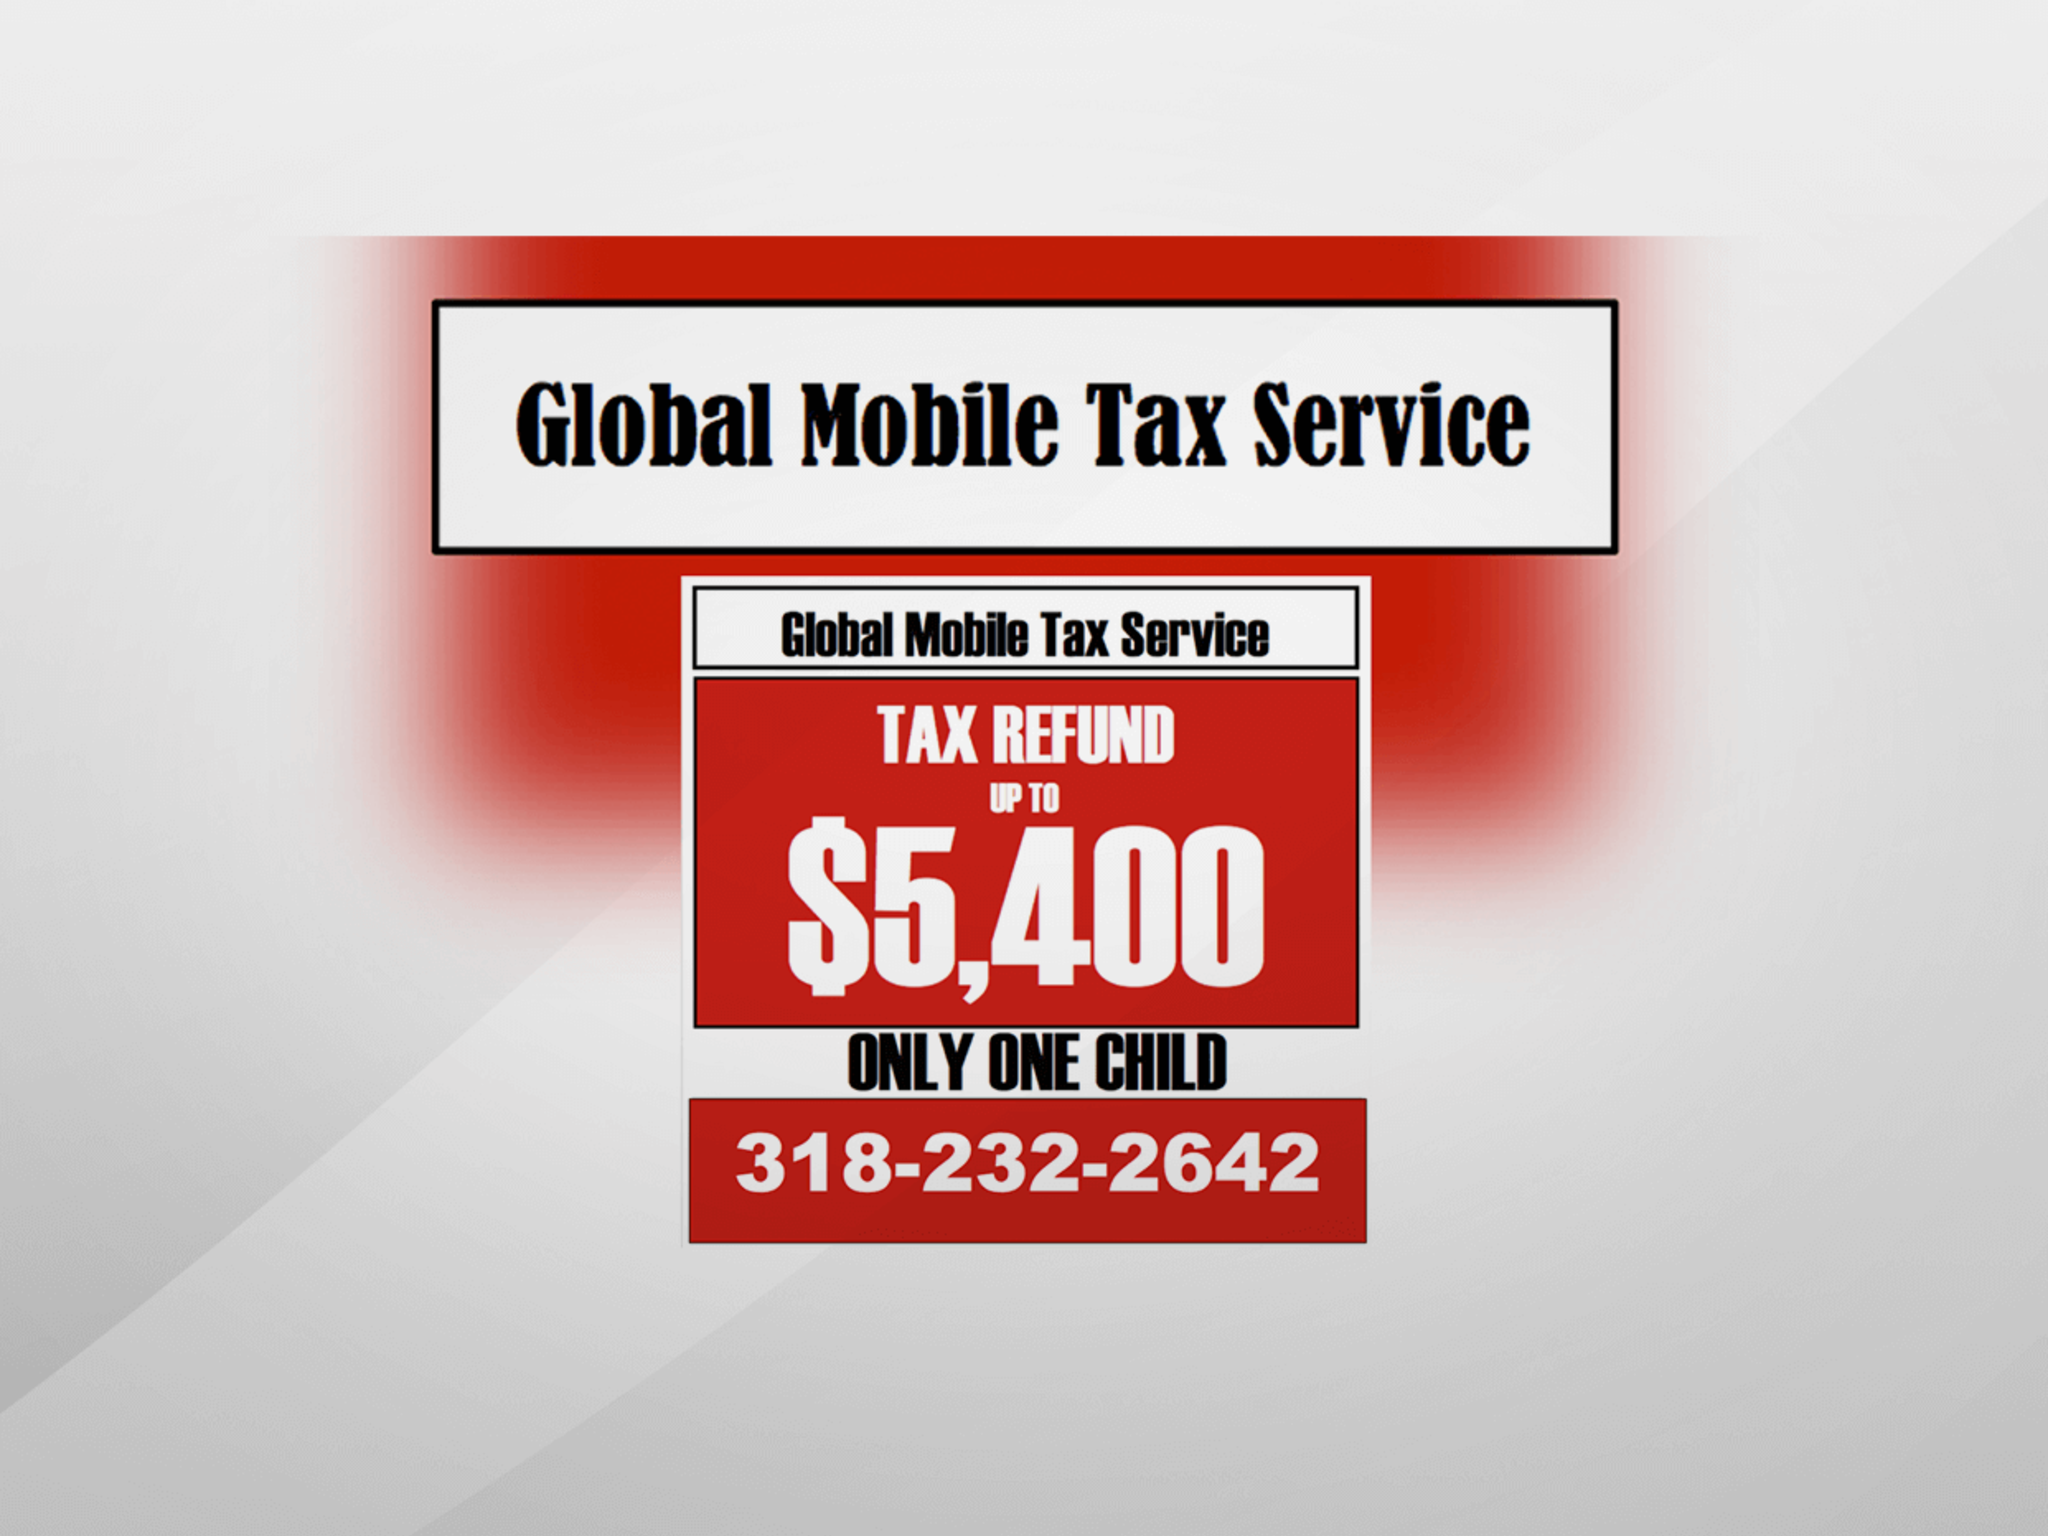 Global Mobile Tax Service
Global Mobile Tax Service
TAX REFUND
UP TO
$5,400
ONLY ONE CHILD
318-232-2642